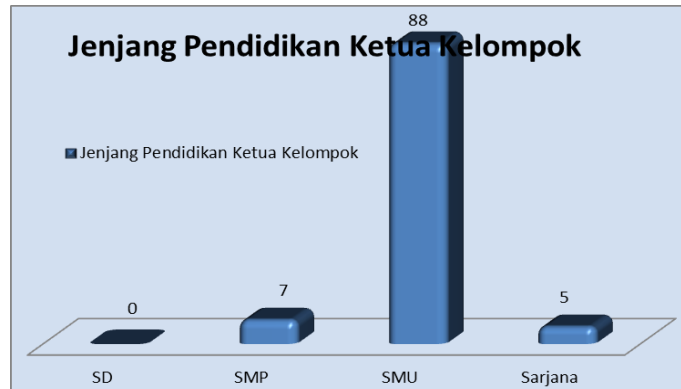 88
Jenjang Pendidikan Ketua Kelompok
Jenjang Pendidikan Ketua Kelompok
0 7 5
SD SMP SMU Sarjana